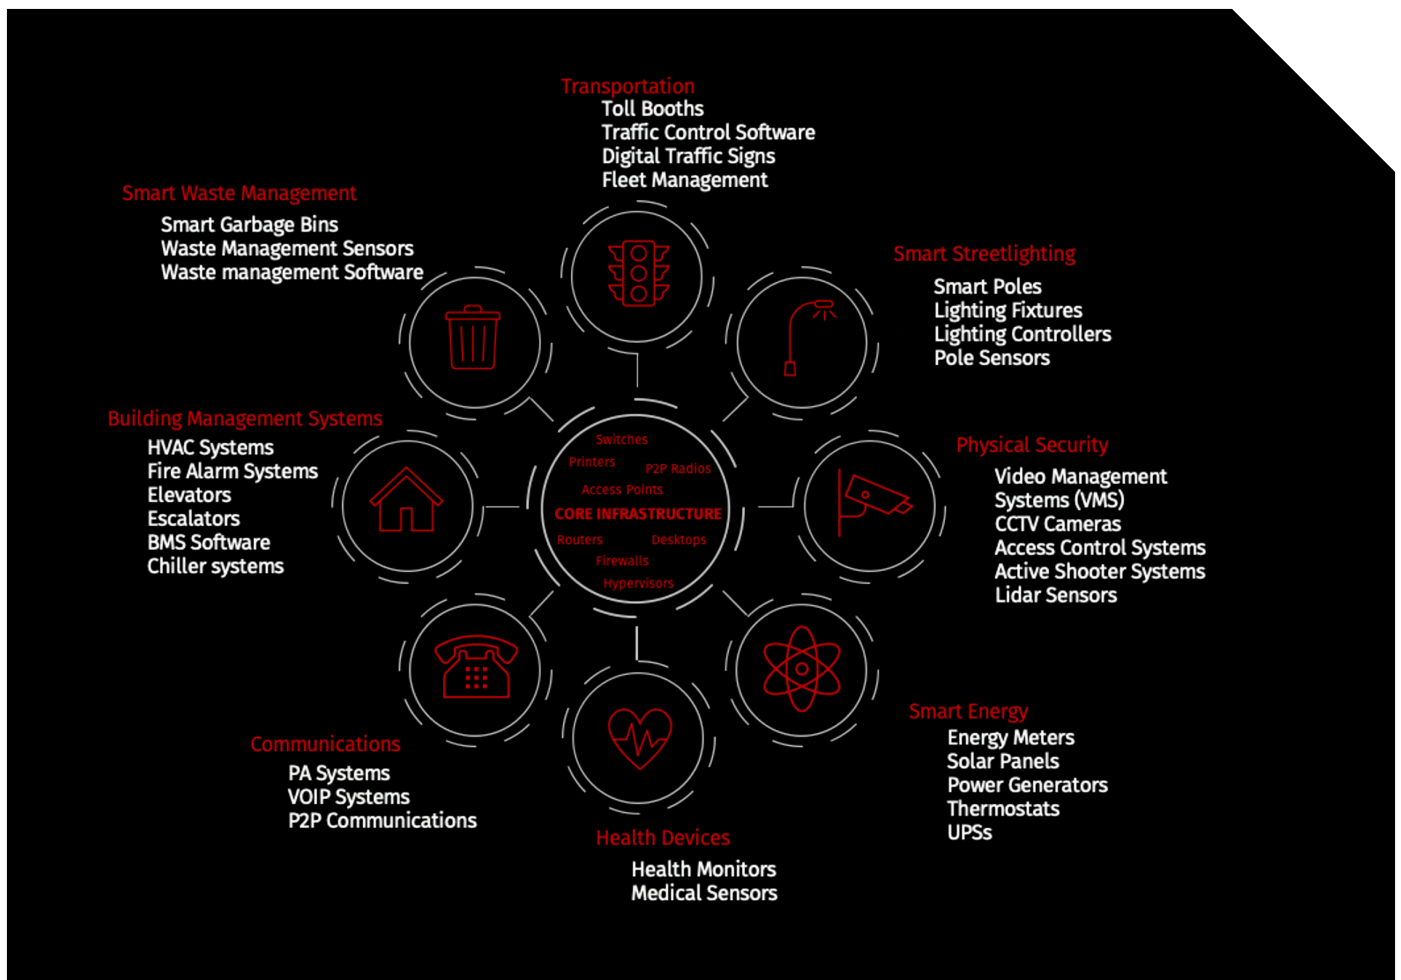 Transportation
Toll Booths
Traffic Control Software
Digital Traffic Signs
Fleet Management
Smart Waste Management
Smart Garbage Bins
Waste Management Sensors
Waste management Software
Smart Streetlighting
Smart Poles
Lighting Fixtures
Lighting Controllers
Pole Sensors
Building Management Systems
HVAC Systems
Fire Alarm Systems
Elevators
Escalators
BMS Software
Chiller systems
Switches
Printers
P2P Radios
Access Points
CORE INFRASTRUCTURE
Routers
Desktops
Firewalls
Hypervisors
Physical Security
Video Management
Systems (VMS)
CCTV Cameras
Access Control Systems
Active Shooter Systems
Lidar Sensors
Communications
PA Systems
VOIP Systems
P2P Communications
Health Devices
Health Monitors
Medical Sensors
Smart Energy
Energy Meters
Solar Panels
Power Generators
Thermostats
UPSs